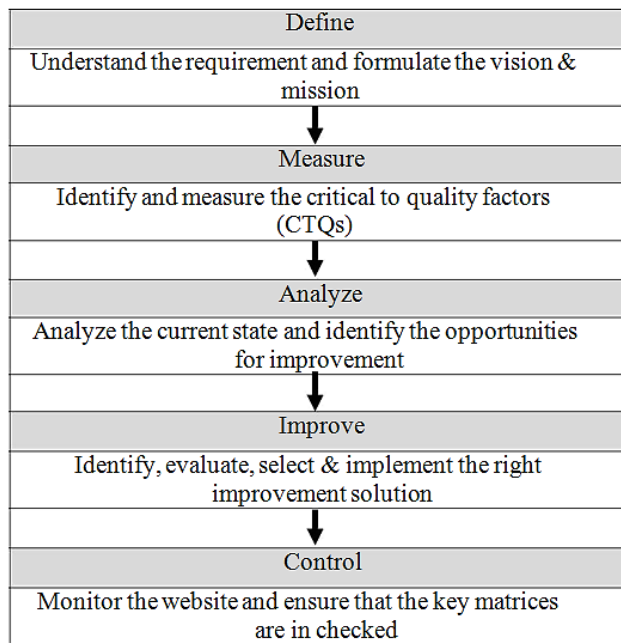 Define
Understand the requirement and formulate the vision &
mission
Measure
Identify and measure the critical to quality factors
(CTQs)
Analyze
Analyze the current state and identify the opportunities
for improvement
Improve
Identify, evaluate, select & implement the right
improvement solution
Control
Monitor the website and ensure that the key matrices
are in checked